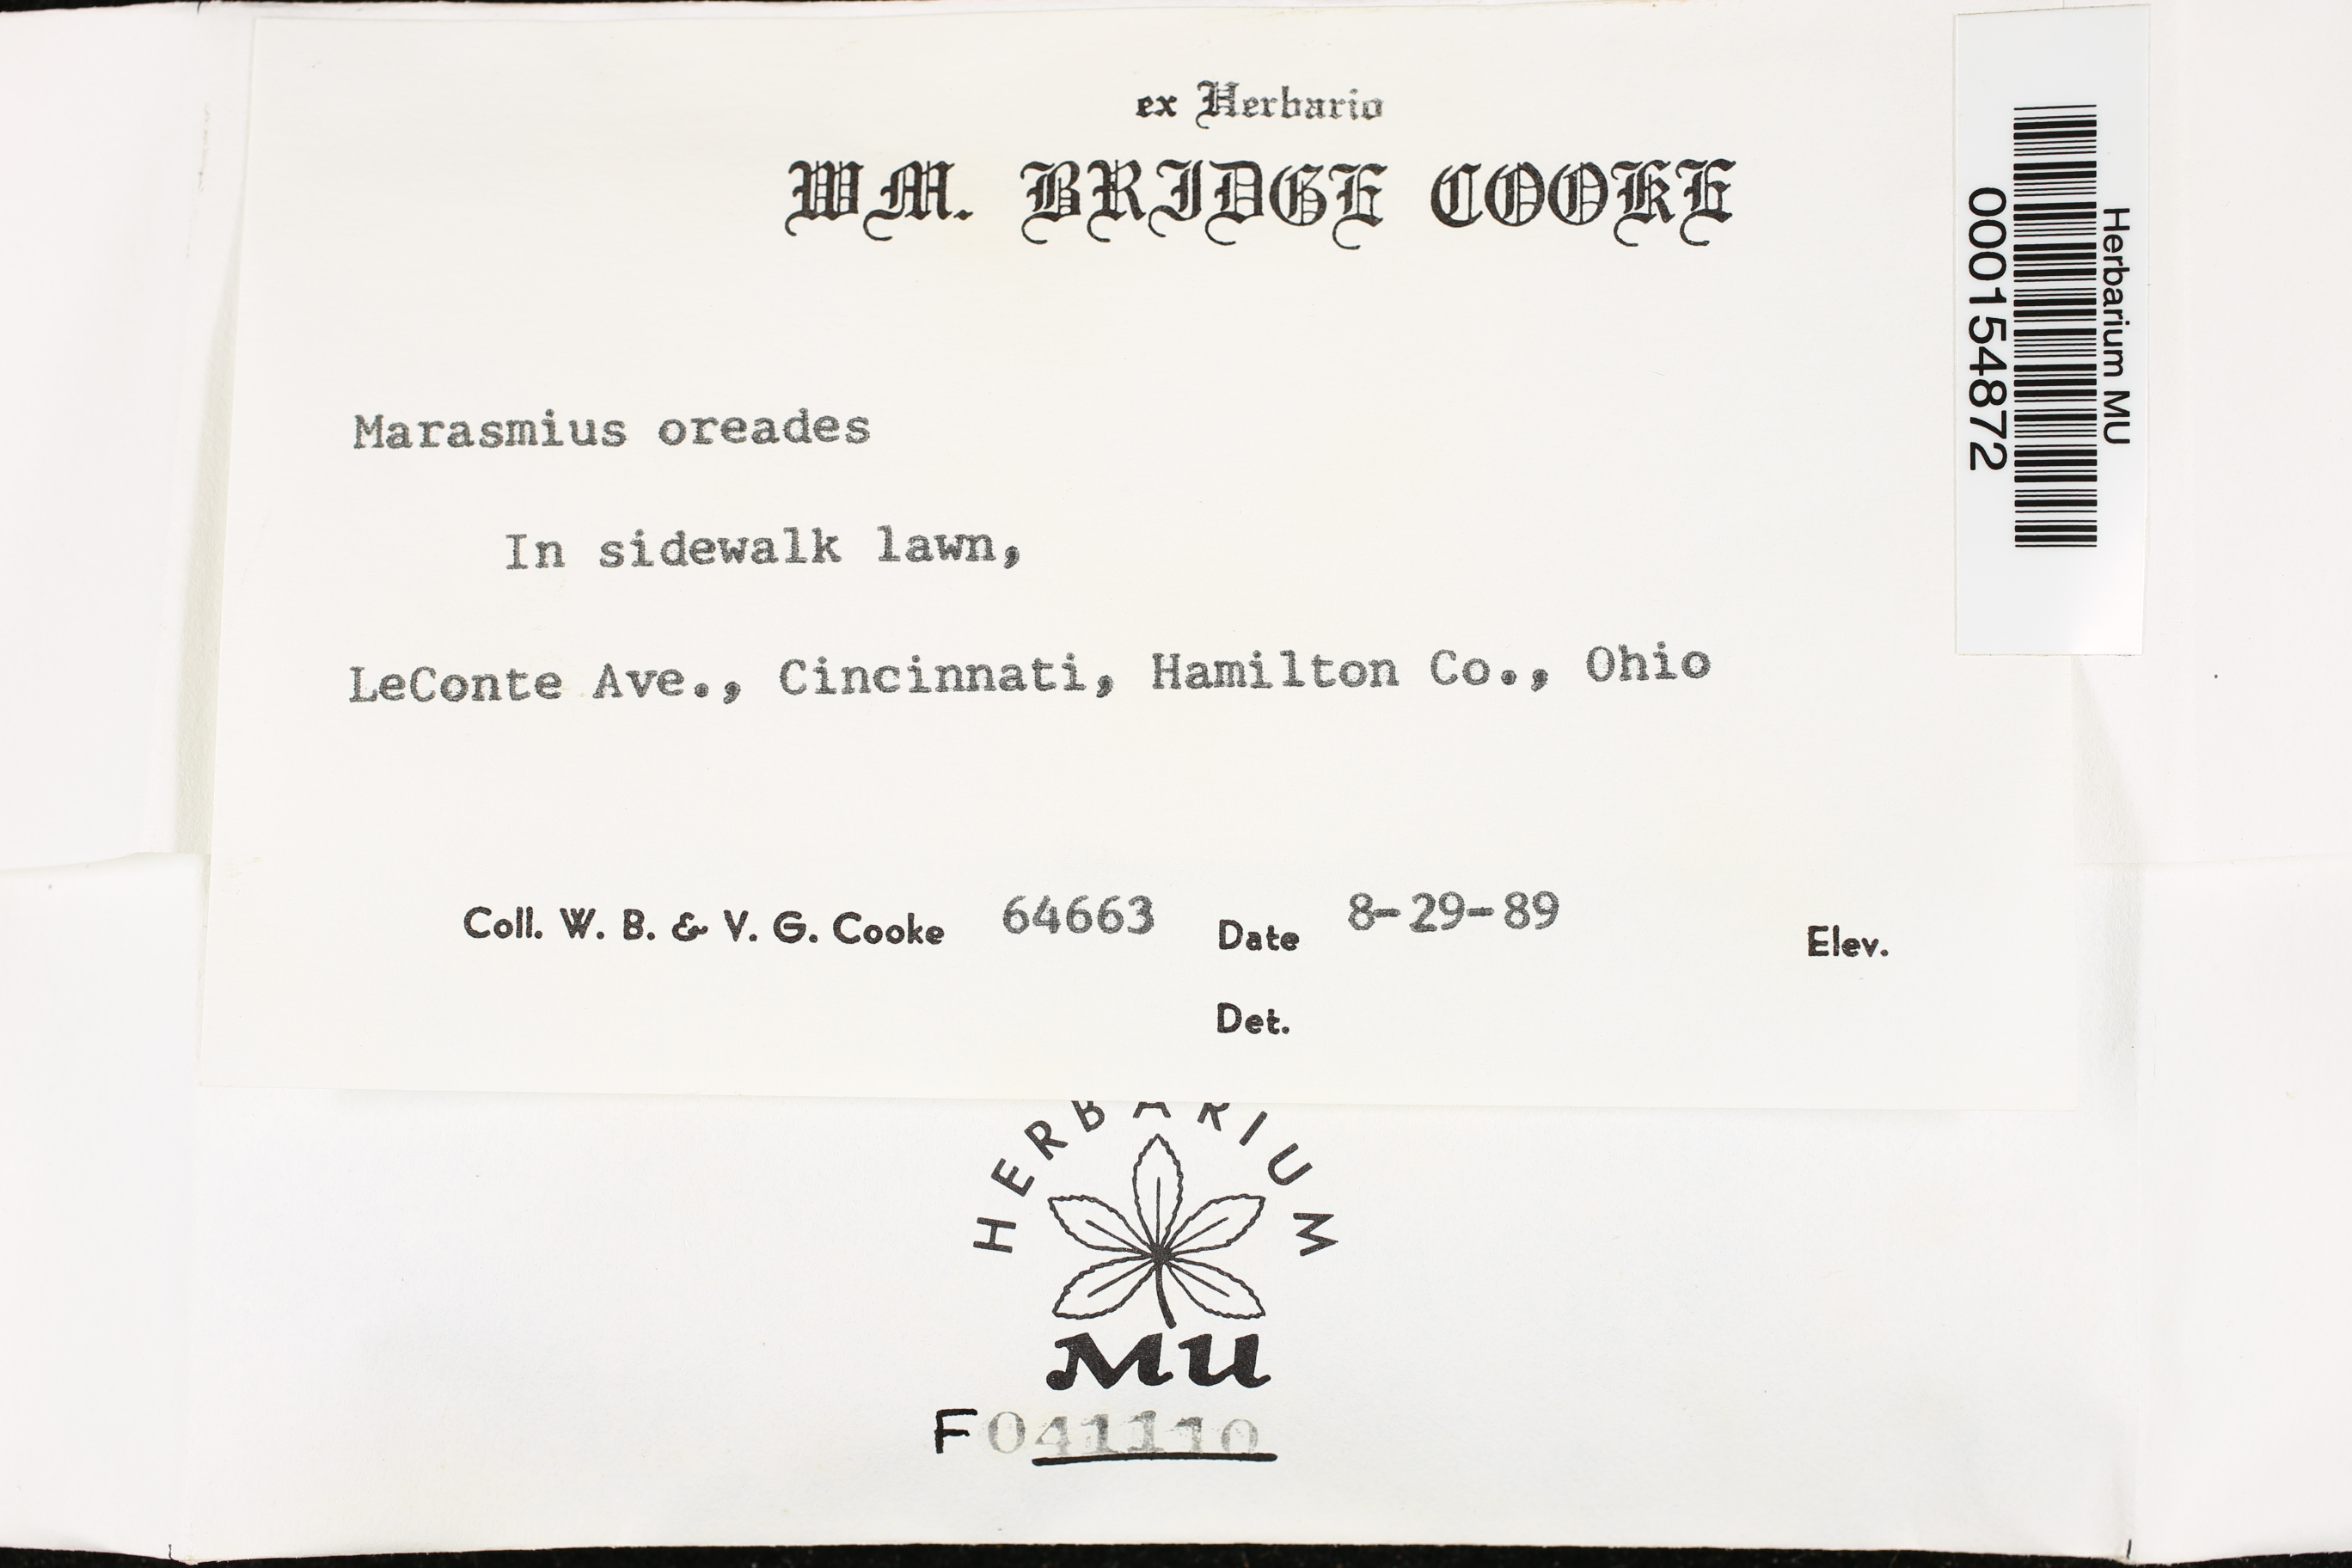 ex Herbario
WM. BRIDGE COOKE
Marasmius oreades
In sidewalk lawn,
LeConte Ave., Cincinnati, Hamilton Co., Ohio
Coll. W. B. & V. G. Cooke 64663 Date 8-29-89 Elev.
Det.
HERBARIUM
MU
F041110
Herbarium MU
000154872